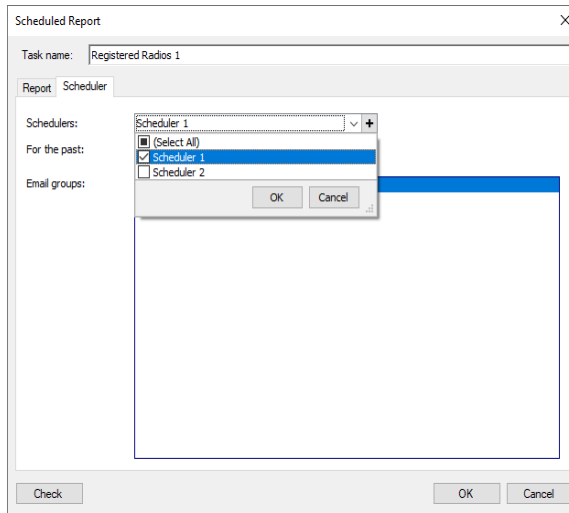 Scheduled Report
Task name: Registered Radios 1
Report Scheduler
Schedulers: Scheduler 1
(Select All)
For the past:
Scheduler 1
Scheduler 2
Email groups:
OK Cancel
Check OK Cancel